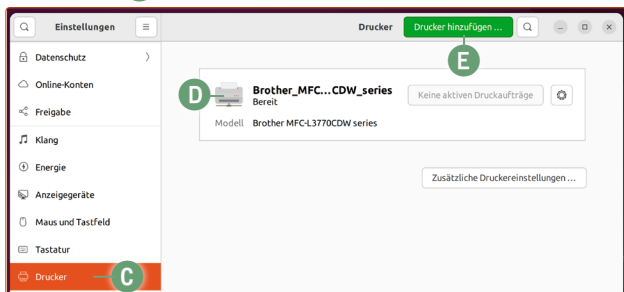 Einstellungen
Drucker
Drucker hinzufügen ...
Datenschutz
Online-Konten
Freigabe
Klang
Energie
Anzeigegeräte
Maus und Tastfeld
Tastatur
Drucker
C
E
D
Brother_MFC...CDW_series
Bereit
Keine aktiven Druckaufträge
Modell Brother MFC-L3770CDW series
Zusätzliche Druckereinstellungen ...